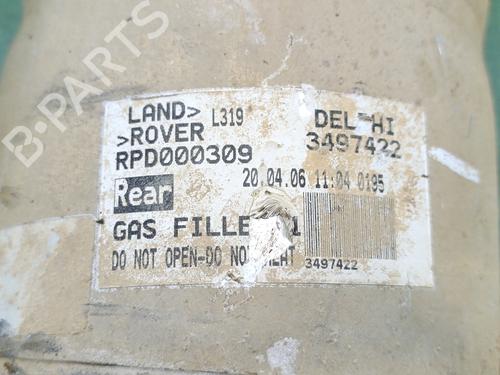 LAND> L319
>ROVER
RPD000309
Rear
GAS FILLE
DO NOT OPEN-DO NO HEAT
DEL HI
3497422
20.04.06 11:04 0195
3497422
B-PARTS